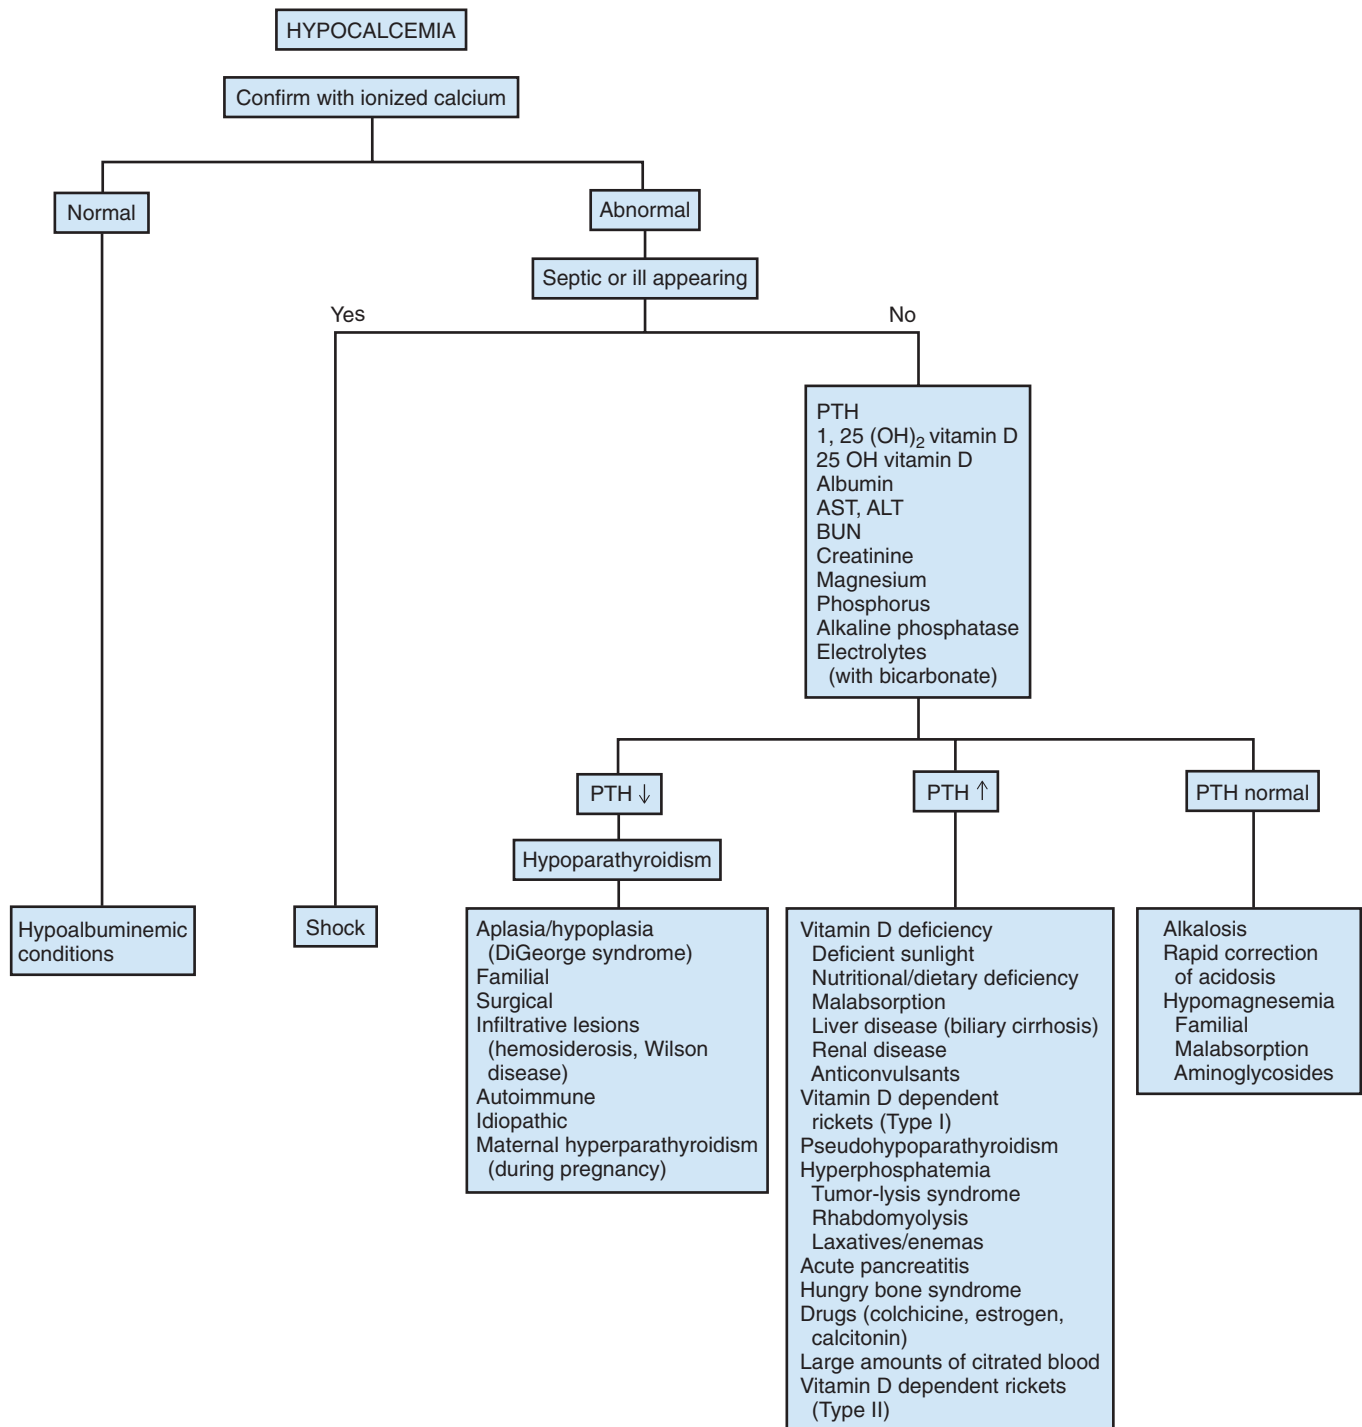 HYPOCALCEMIA
Confirm with ionized calcium
Normal
Abnormal
Septic or ill appearing
Yes
No
PTH
1, 25 (OH)₂ vitamin D
25 OH vitamin D
Albumin
AST, ALT
BUN
Creatinine
Magnesium
Phosphorus
Alkaline phosphatase
Electrolytes
(with bicarbonate)
PTH ↓
PTH ↑
PTH normal
Hypoparathyroidism
Hypoalbuminemic
conditions
Shock
Aplasia/hypoplasia
(DiGeorge syndrome)
Familial
Surgical
Infiltrative lesions
(hemosiderosis, Wilson
disease)
Autoimmune
Idiopathic
Maternal hyperparathyroidism
(during pregnancy)
Vitamin D deficiency
Deficient sunlight
Nutritional/dietary deficiency
Malabsorption
Liver disease (biliary cirrhosis)
Renal disease
Anticonvulsants
Vitamin D dependent
rickets (Type I)
Pseudohypoparathyroidism
Hyperphosphatemia
Tumor-lysis syndrome
Rhabdomyolysis
Laxatives/enemas
Acute pancreatitis
Hungry bone syndrome
Drugs (colchicine, estrogen,
calcitonin)
Large amounts of citrated blood
Vitamin D dependent rickets
(Type II)
Alkalosis
Rapid correction
of acidosis
Hypomagnesemia
Familial
Malabsorption
Aminoglycosides